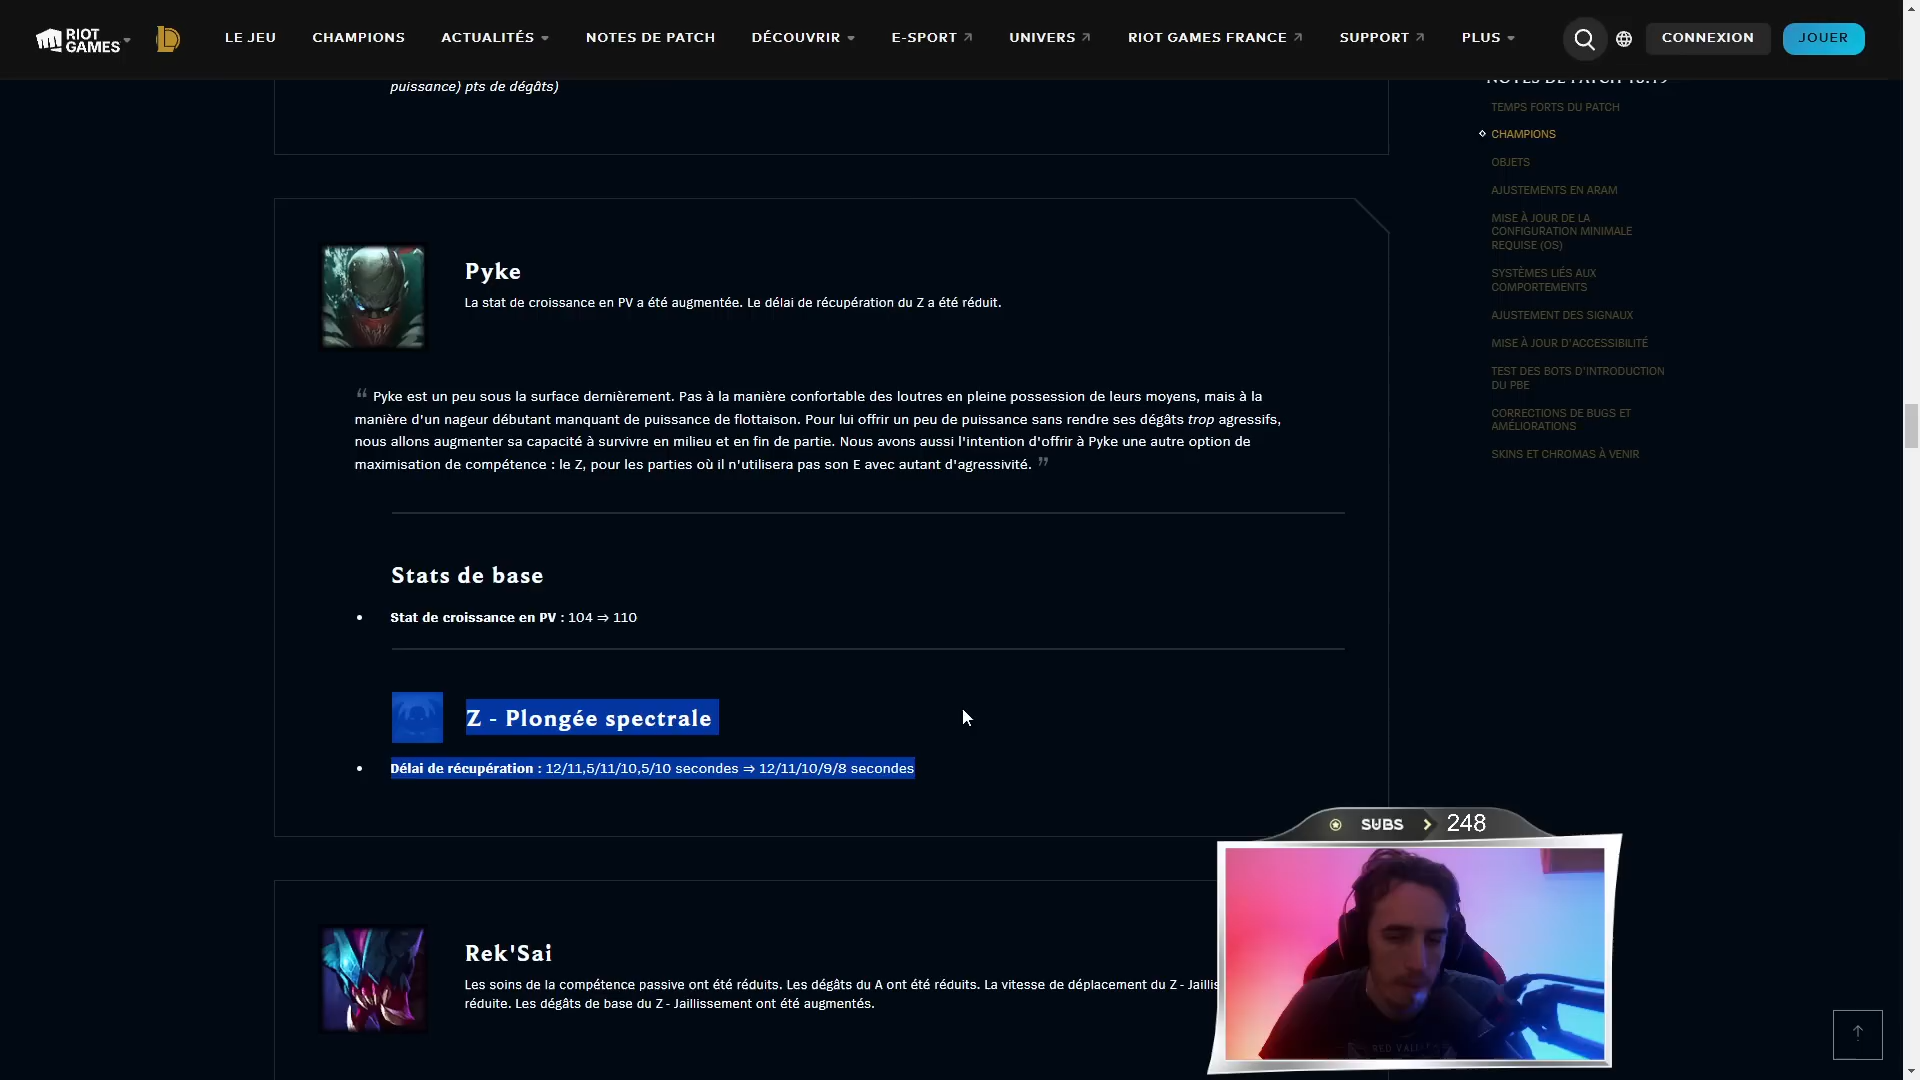 RIOT GAMES
LE JEU
CHAMPIONS
ACTUALITÉS
NOTES DE PATCH
DÉCOUVRIR
E-SPORT
UNIVERS
RIOT GAMES FRANCE
SUPPORT
PLUS
CONNEXION
JOUER
puissance) pts de dégâts)
Pyke
La stat de croissance en PV a été augmentée. Le délai de récupération du Z a été réduit.
“ Pyke est un peu sous la surface dernièrement. Pas à la manière confortable des loutres en pleine possession de leurs moyens, mais à la
manière d'un nageur débutant manquant de puissance de flottaison. Pour lui offrir un peu de puissance sans rendre ses dégâts trop agressifs,
nous allons augmenter sa capacité à survivre en milieu et en fin de partie. Nous avons aussi l'intention d'offrir à Pyke une autre option de
maximisation de compétence : le Z, pour les parties où il n'utilisera pas son E avec autant d'agressivité. ”
Stats de base
• Stat de croissance en PV : 104 ⇒ 110
Z - Plongée spectrale
• Délai de récupération : 12/11,5/11/10,5/10 secondes ⇒ 12/11/10/9/8 secondes
Rek'Sai
Les soins de la compétence passive ont été réduits. Les dégâts du A ont été réduits. La vitesse de déplacement du Z - Jaillis
réduite. Les dégâts de base du Z - Jaillissement ont été augmentés.
NOTES DE PATCH 13.19
TEMPS FORTS DU PATCH
CHAMPIONS
OBJETS
AJUSTEMENTS EN ARAM
MISE À JOUR DE LA
CONFIGURATION MINIMALE
REQUISE (OS)
SYSTÈMES LIÉS AUX
COMPORTEMENTS
AJUSTEMENT DES SIGNAUX
MISE À JOUR D'ACCESSIBILITÉ
TEST DES BOTS D'INTRODUCTION
DU PBE
CORRECTIONS DE BUGS ET
AMÉLIORATIONS
SKINS ET CHROMAS À VENIR
SUBS > 248